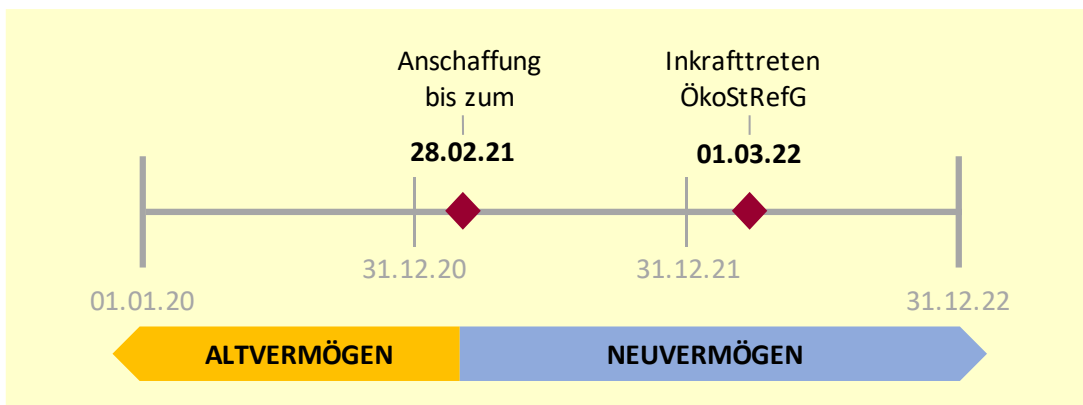 Anschaffung
bis zum
28.02.21
Inkrafttreten
ÖkoStRefG
01.03.22
31.12.20
31.12.21
01.01.20
31.12.22
ALTVERMÖGEN
NEUVERMÖGEN